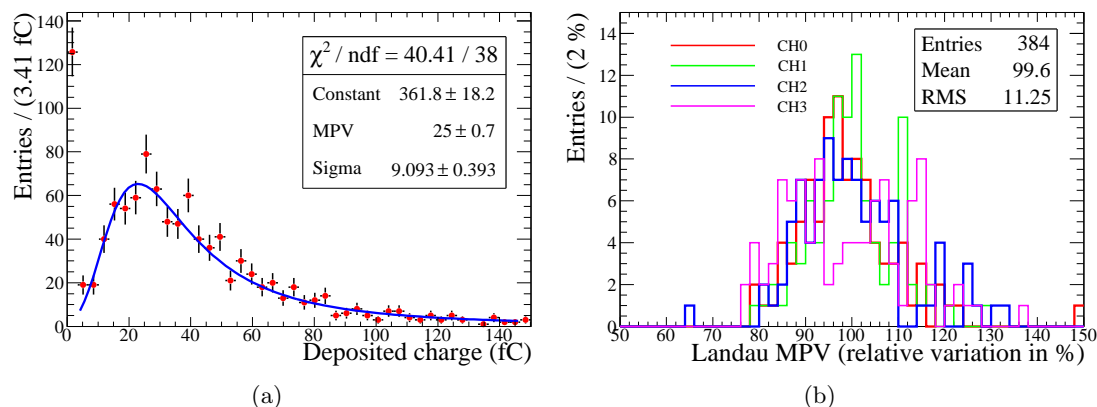 (a)
Entries / (3.41 fC)
140
120
100
80
60
40
20
0
χ² / ndf = 40.41 / 38
Constant 361.8 ± 18.2
MPV 25 ± 0.7
Sigma 9.093 ± 0.393
0 20 40 60 80 100 120 140
Deposited charge (fC)
(b)
Entries / (2 %)
14
12
10
8
6
4
2
0
CH0
CH1
CH2
CH3
Entries 384
Mean 99.6
RMS 11.25
50 60 70 80 90 100 110 120 130 140 150
Landau MPV (relative variation in %)
(a)
(b)